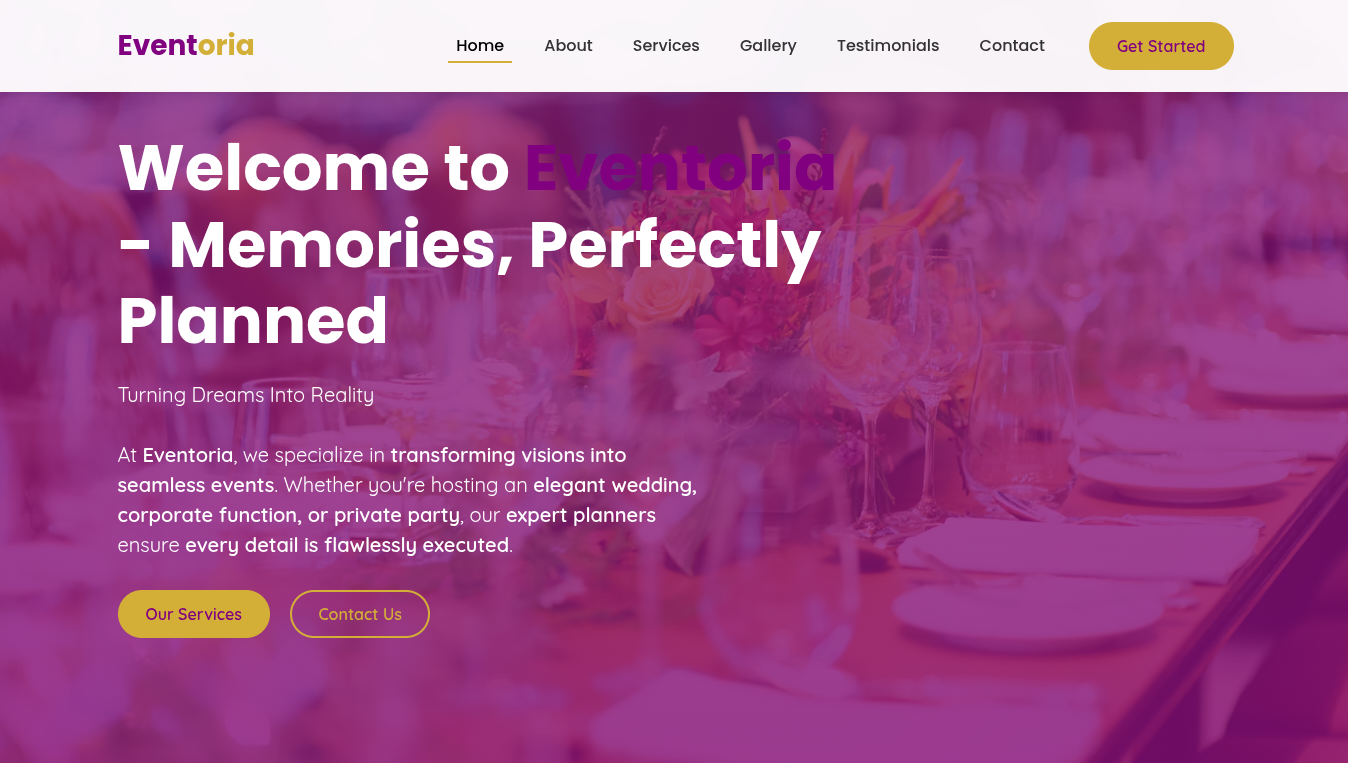 Eventoria
Home About Services Gallery Testimonials Contact Get Started
Welcome to Eventoria
- Memories, Perfectly
Planned
Turning Dreams Into Reality
At Eventoria, we specialize in transforming visions into
seamless events. Whether you're hosting an elegant wedding,
corporate function, or private party, our expert planners
ensure every detail is flawlessly executed.
Our Services Contact Us